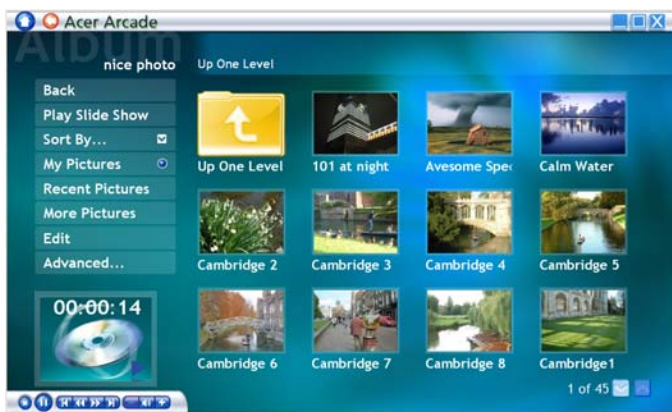 Acer Arcade
Album
nice photo
Up One Level
Back
Play Slide Show
Sort By...
My Pictures
Recent Pictures
More Pictures
Edit
Advanced...
Up One Level
101 at night
Avesome Spe
Calm Water
Cambridge 2
Cambridge 3
Cambridge 4
Cambridge 5
Cambridge 6
Cambridge 7
Cambridge 8
Cambridge1
00:00:14
1 of 45